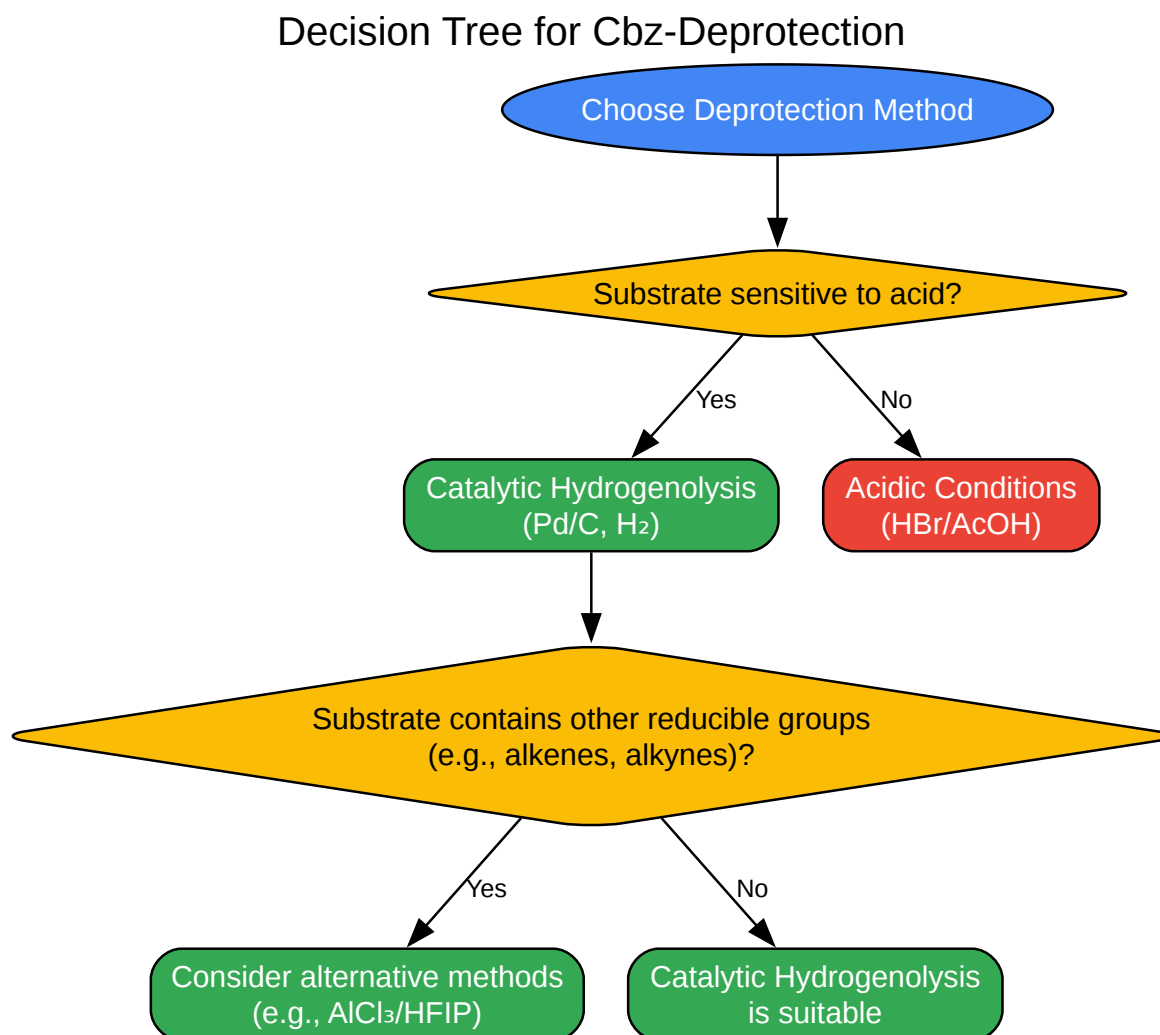 Decision Tree for Cbz-Deprotection
Choose Deprotection Method
Substrate sensitive to acid?
Yes
No
Catalytic Hydrogenolysis
(Pd/C, H₂)
Acidic Conditions
(HBr/AcOH)
Substrate contains other reducible groups
(e.g., alkenes, alkynes)?
Yes
No
Consider alternative methods
(e.g., AlCl₃/HFIP)
Catalytic Hydrogenolysis
is suitable